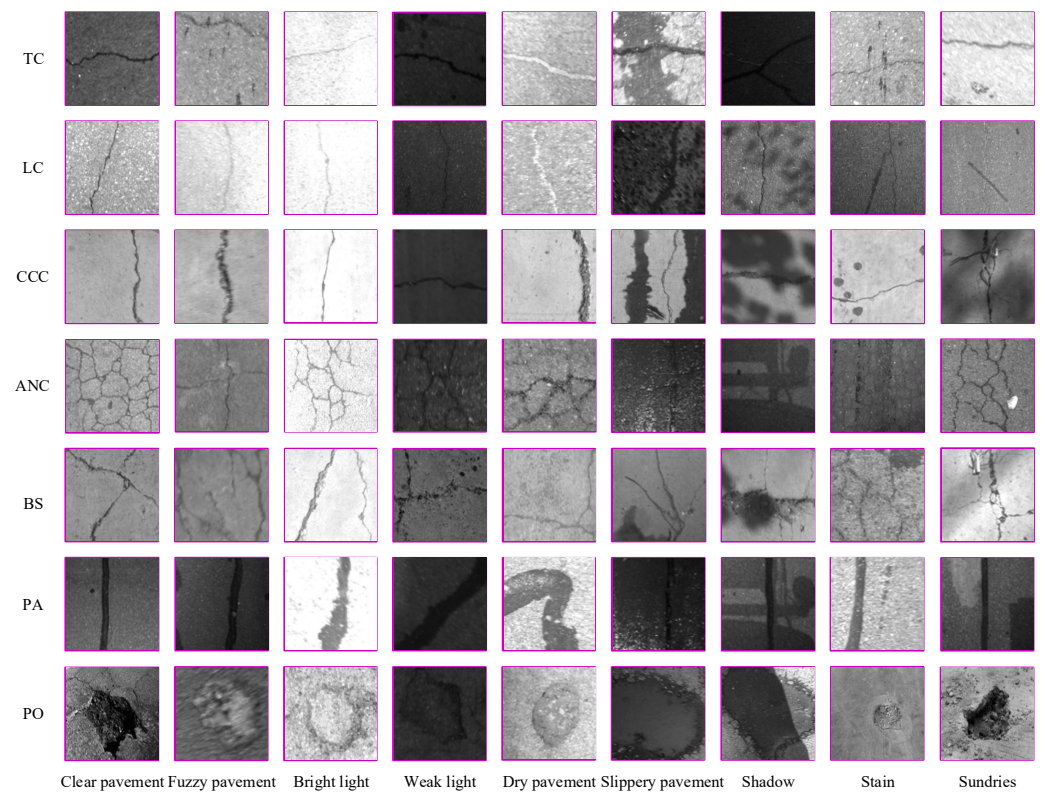 TC
LC
CCC
ANC
BS
PA
PO
Clear pavement Fuzzy pavement Bright light Weak light Dry pavement Slippery pavement Shadow Stain Sundries